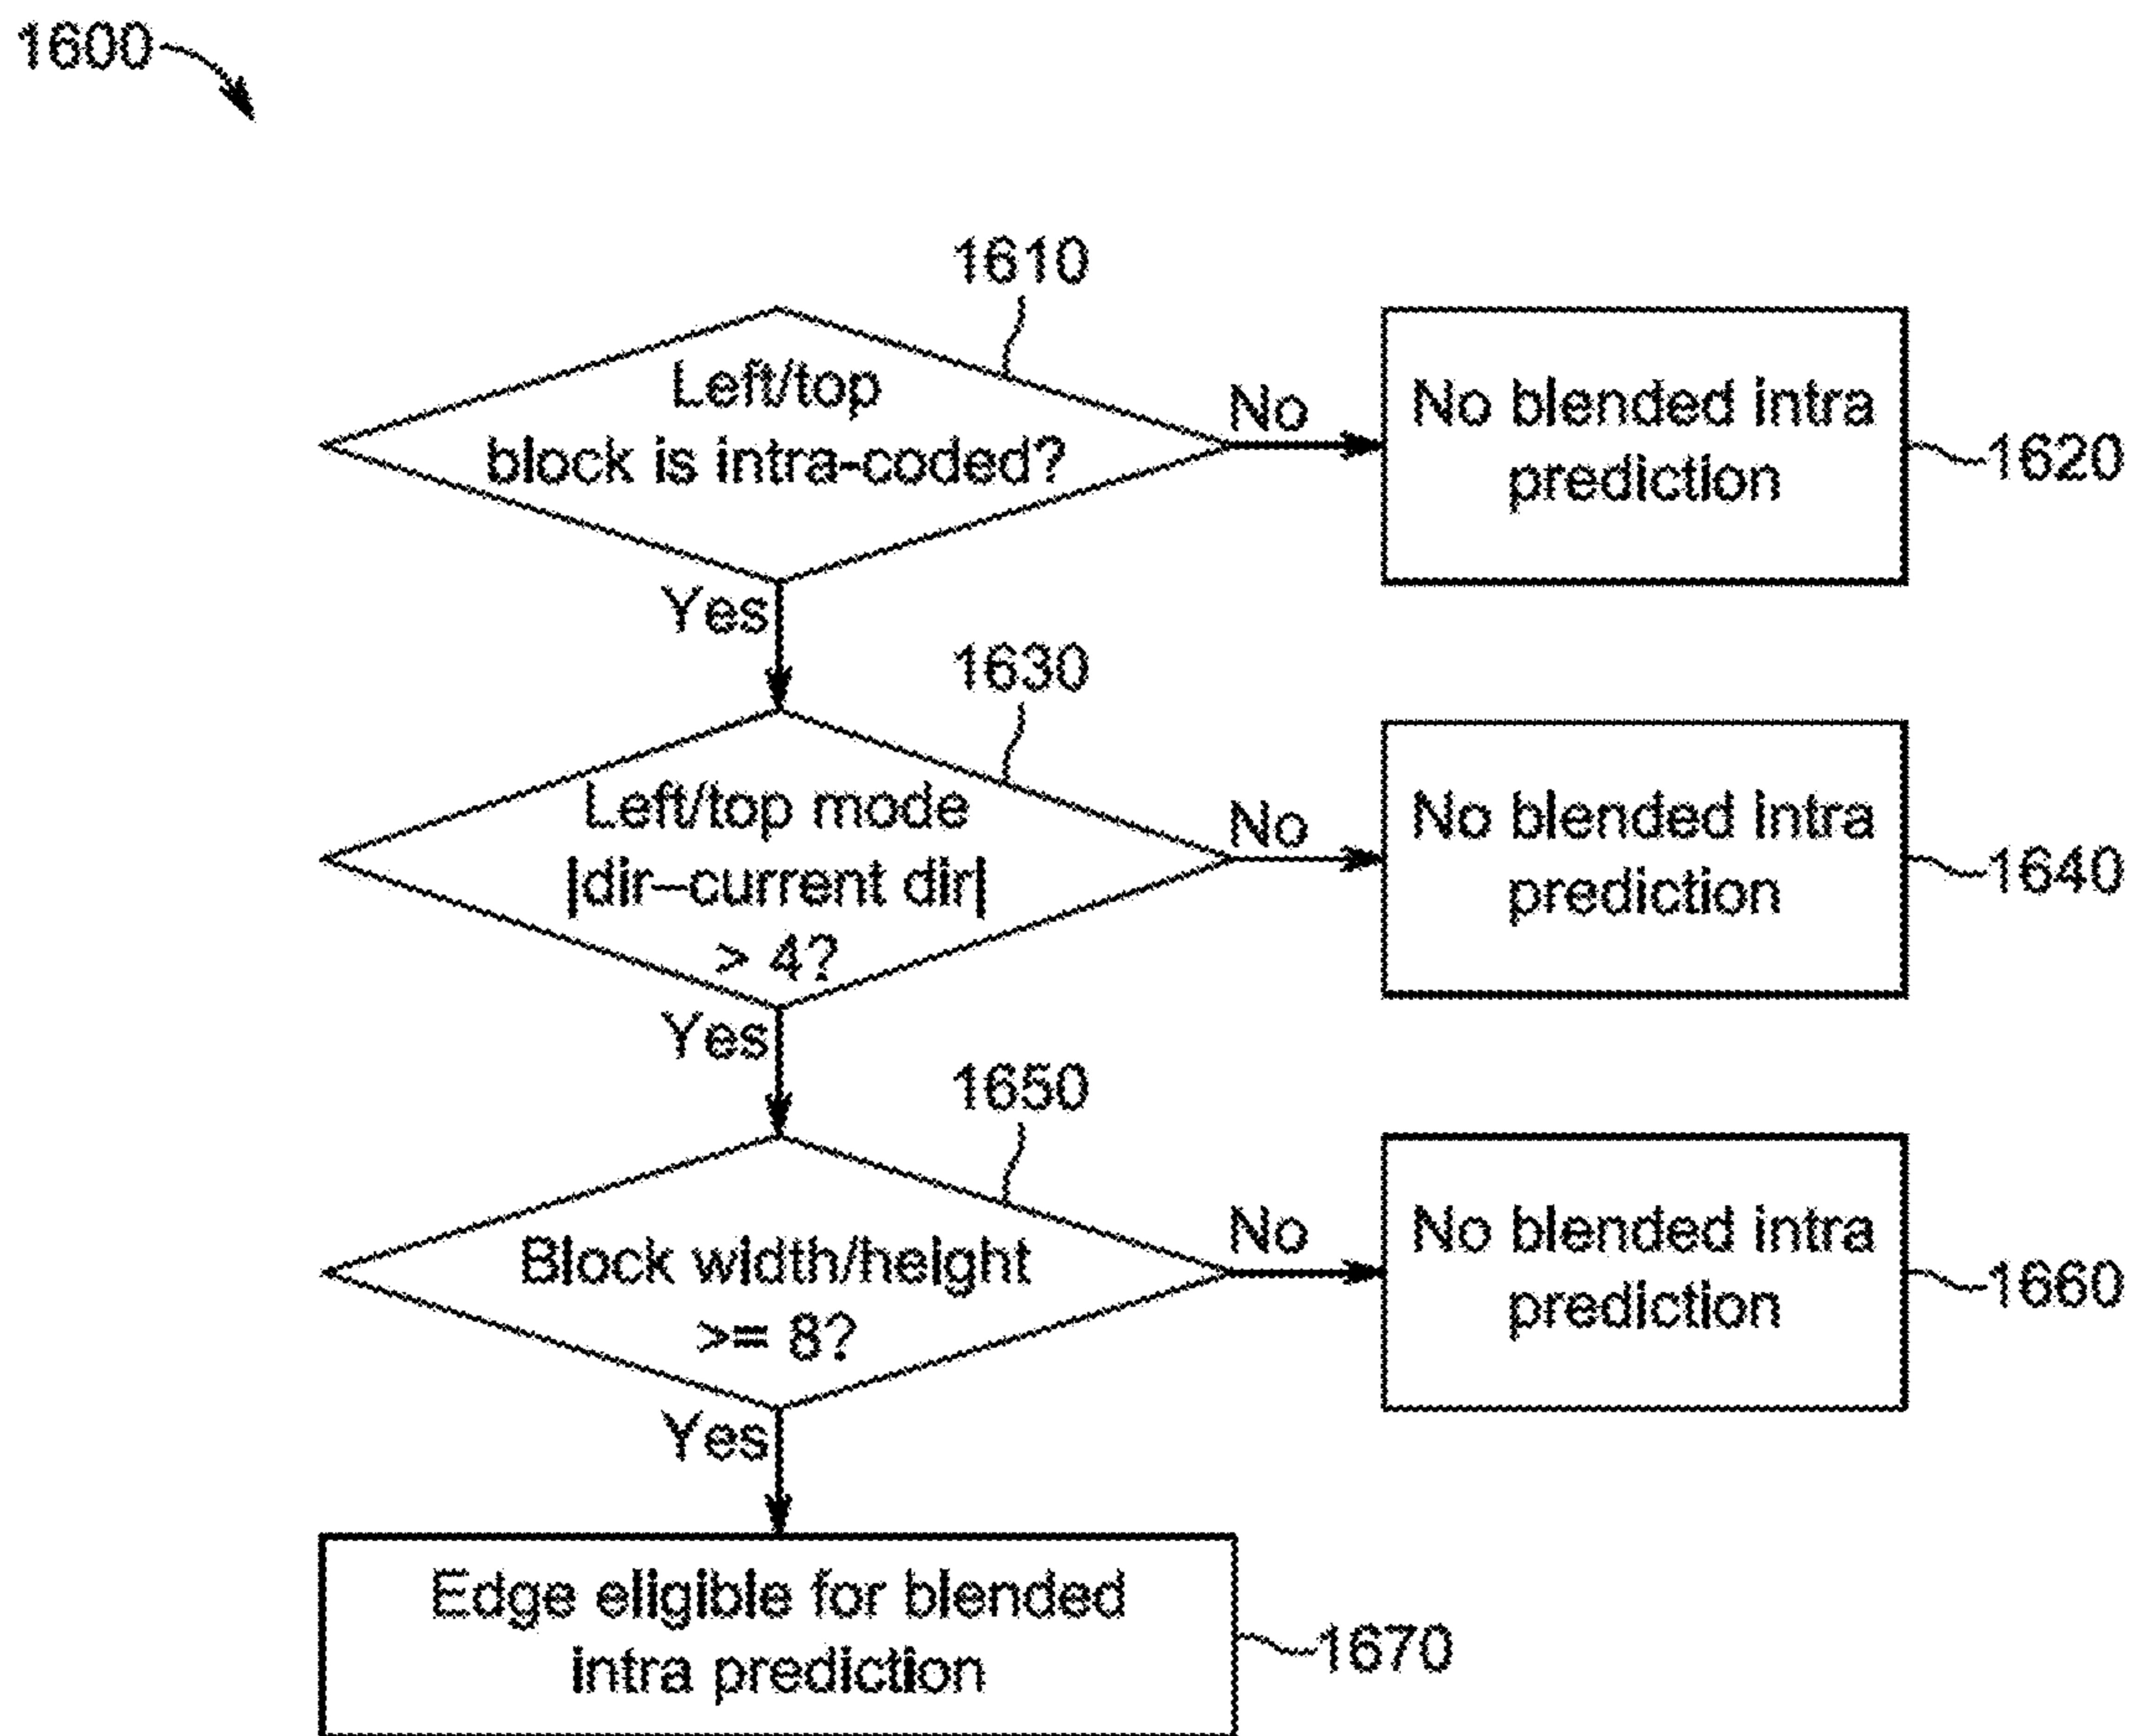 1600
1610
Left/top
block is intra-coded?
No
No blended intra
prediction
1620
Yes
1630
Left/top mode
|dir–current dir|
> 4?
No
No blended intra
prediction
1640
Yes
1650
Block width/height
>= 8?
No
No blended intra
prediction
1660
Yes
Edge eligible for blended
intra prediction
1670